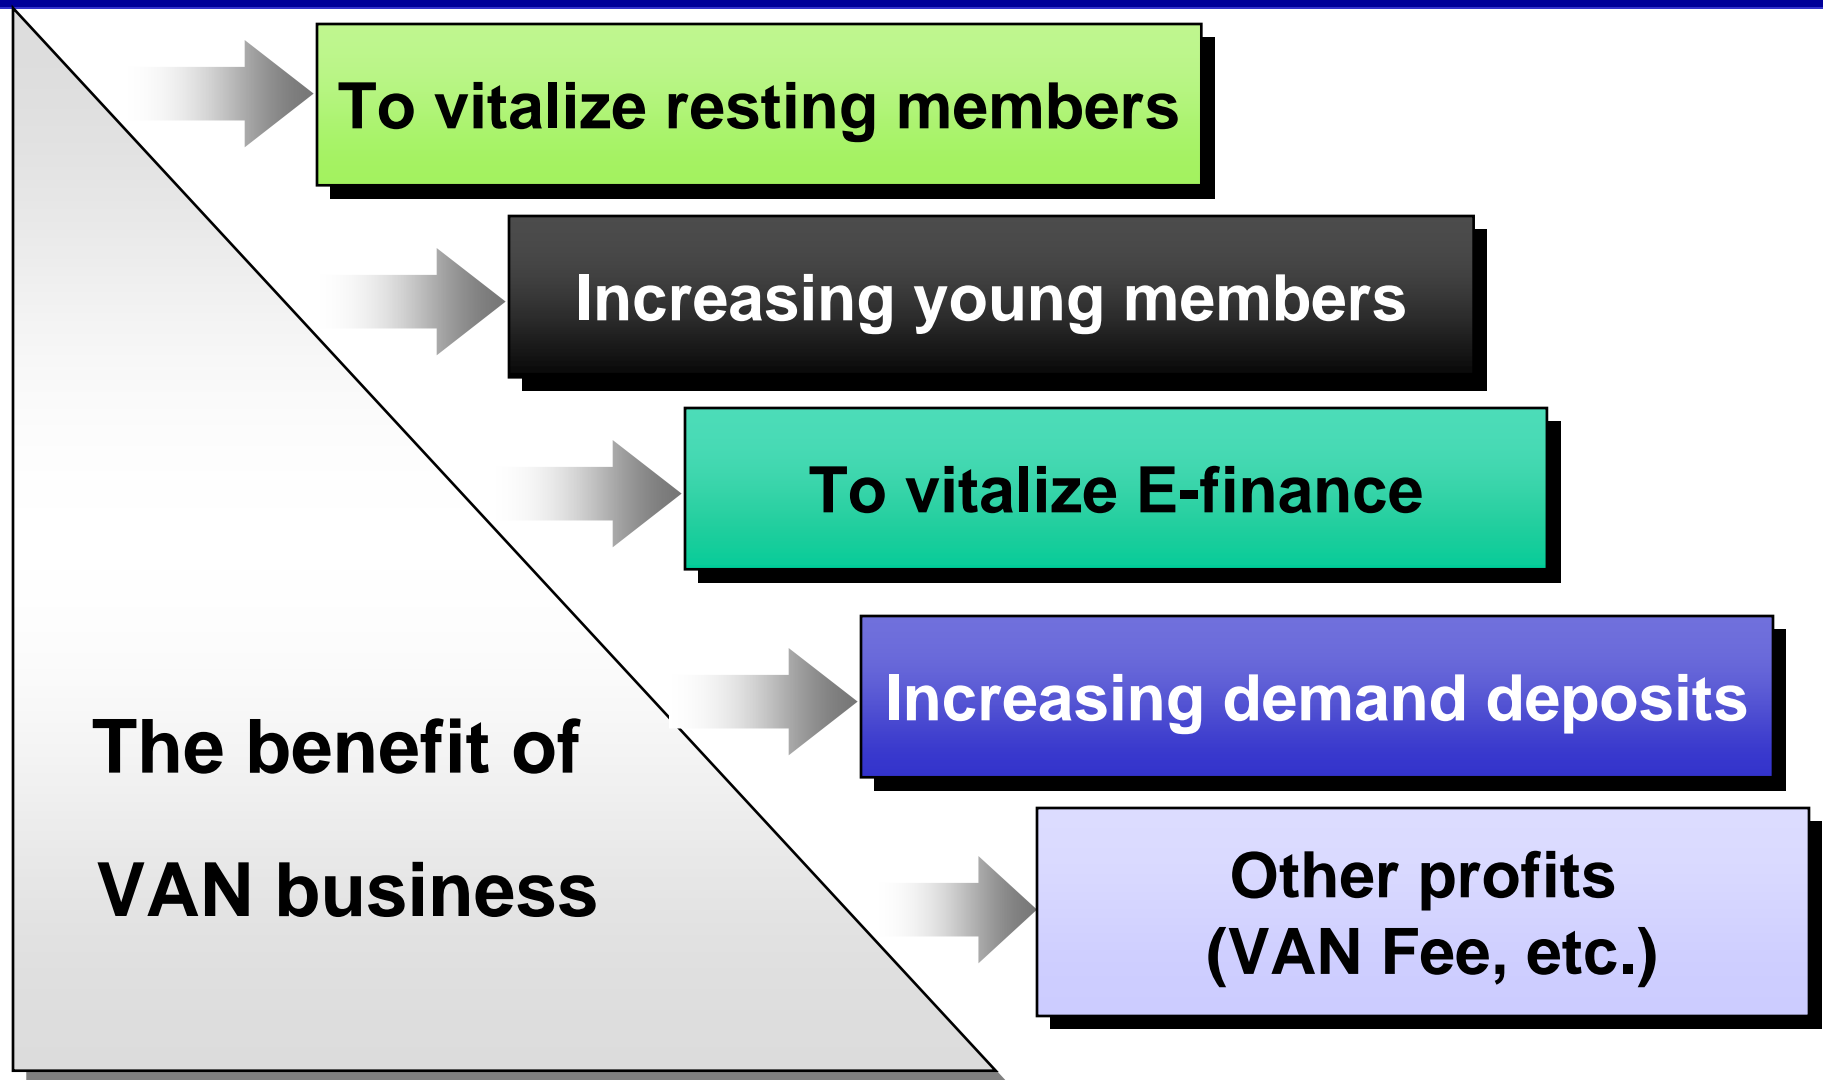 To vitalize resting members
Increasing young members
To vitalize E-finance
Increasing demand deposits
The benefit of
VAN business
Other profits
(VAN Fee, etc.)